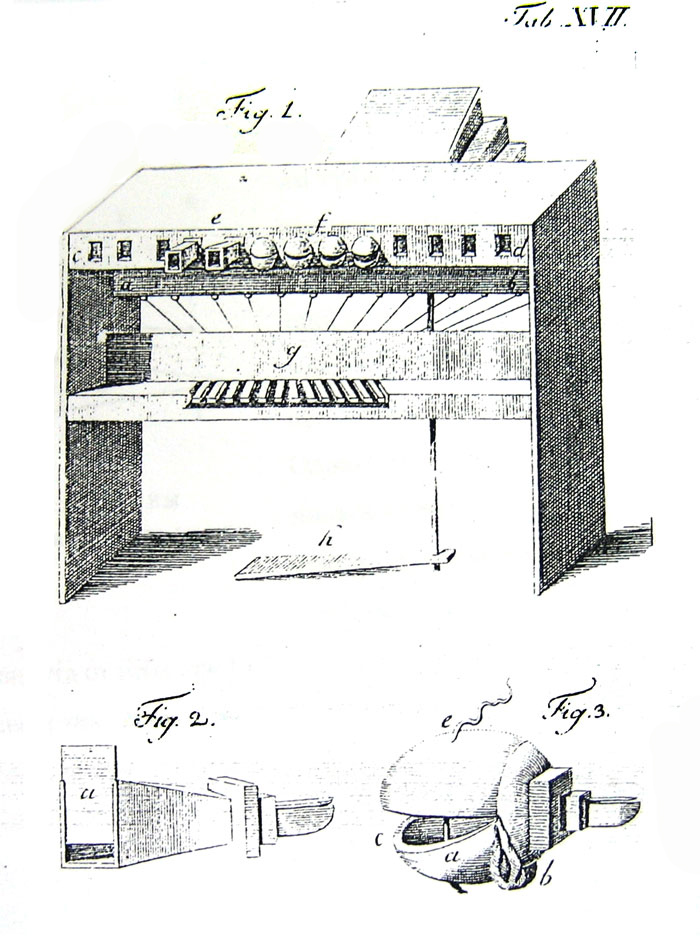 Tab. XVII.
Fig. 1.
e f
c d
a b
g
h
Fig. 2. Fig. 3.
e
a
c a
b